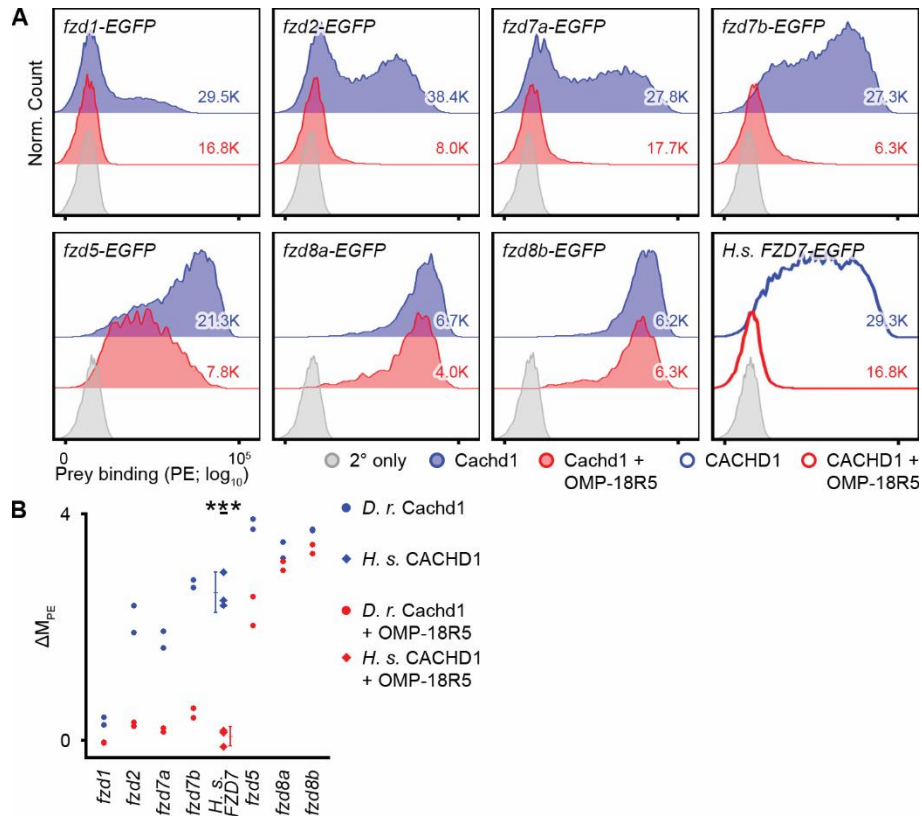 A
fzd1-EGFP
fzd2-EGFP
fzd7a-EGFP
fzd7b-EGFP
Norm. Count
29.5K
38.4K
27.8K
27.3K
16.8K
8.0K
17.7K
6.3K
fzd5-EGFP
fzd8a-EGFP
fzd8b-EGFP
H.s. FZD7-EGFP
21.3K
6.7K
6.2K
29.3K
7.8K
4.0K
6.3K
16.8K
0
10⁵
Prey binding (PE; log₁₀)
2° only
Cachd1
Cachd1 +
OMP-18R5
CACHD1
CACHD1 +
OMP-18R5
B
4
***
ΔM_PE
0
fzd1
fzd2
fzd7a
fzd7b
H. s.
FZD7
fzd5
fzd8a
fzd8b
D. r. Cachd1
H. s. CACHD1
D. r. Cachd1
+ OMP-18R5
H. s. CACHD1
+ OMP-18R5